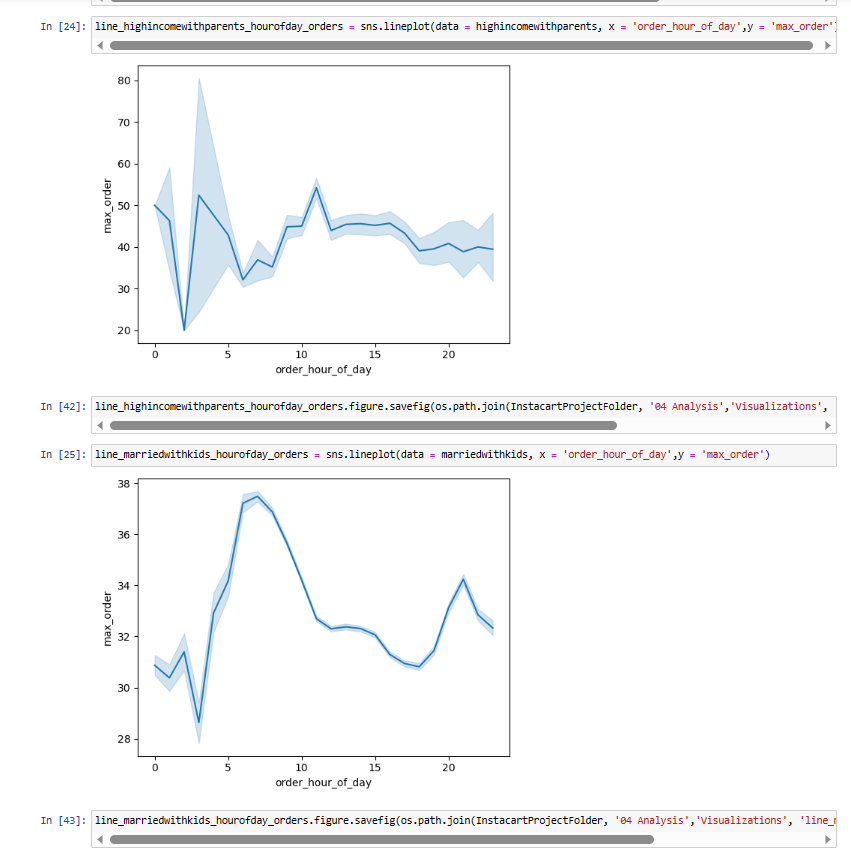 In [24]: line_highincomewithparents_hourofday_orders = sns.lineplot(data = highincomewithparents, x = 'order_hour_of_day',y = 'max_order')
80
70
60
50
40
30
20
max_order
0 5 10 15 20
order_hour_of_day
In [42]: line_highincomewithparents_hourofday_orders.figure.savefig(os.path.join(InstacartProjectFolder, '04 Analysis','Visualizations',
In [25]: line_marriedwithkids_hourofday_orders = sns.lineplot(data = marriedwithkids, x = 'order_hour_of_day',y = 'max_order')
38
36
34
32
30
28
max_order
0 5 10 15 20
order_hour_of_day
In [43]: line_marriedwithkids_hourofday_orders.figure.savefig(os.path.join(InstacartProjectFolder, '04 Analysis','Visualizations',